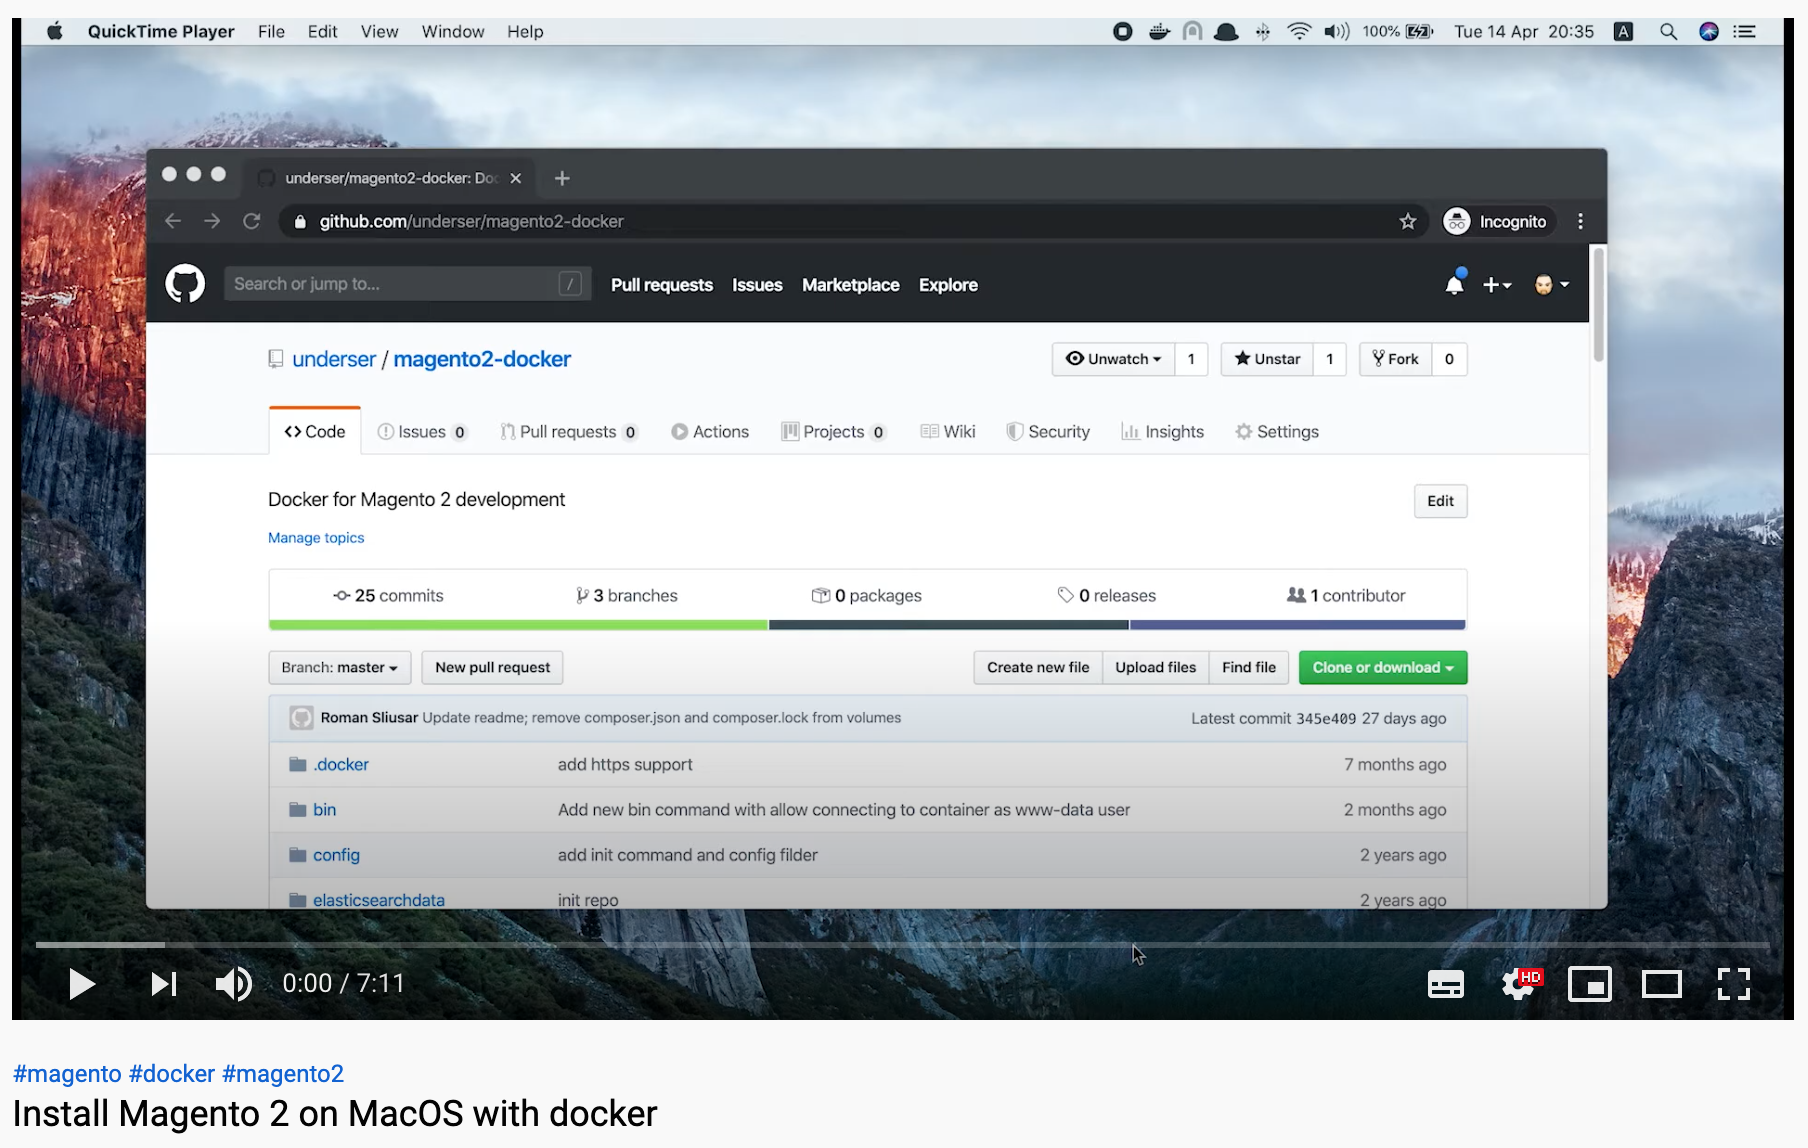 QuickTime Player File Edit View Window Help 100% Tue 14 Apr 20:35 A
underser/magento2-docker: Doc
github.com/underser/magento2-docker Incognito
Search or jump to... / Pull requests Issues Marketplace Explore
underser / magento2-docker Unwatch 1 Unstar 1 Fork 0
Code Issues 0 Pull requests 0 Actions Projects 0 Wiki Security Insights Settings
Docker for Magento 2 development Edit
Manage topics
25 commits 3 branches 0 packages 0 releases 1 contributor
Branch: master New pull request Create new file Upload files Find file Clone or download
Roman Sliusar Update readme; remove composer.json and composer.lock from volumes Latest commit 345e409 27 days ago
.docker add https support 7 months ago
bin Add new bin command with allow connecting to container as www-data user 2 months ago
config add init command and config filder 2 years ago
elasticsearchdata init repo 2 years ago
0:00 / 7:11 HD
#magento #docker #magento2
Install Magento 2 on MacOS with docker